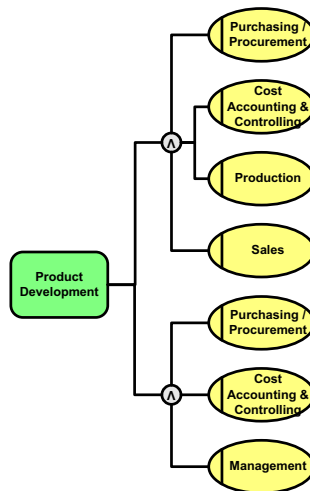 Purchasing /
Procurement
Cost
Accounting &
Controlling
Λ
Production
Sales
Product
Development
Purchasing /
Procurement
Λ
Cost
Accounting &
Controlling
Management